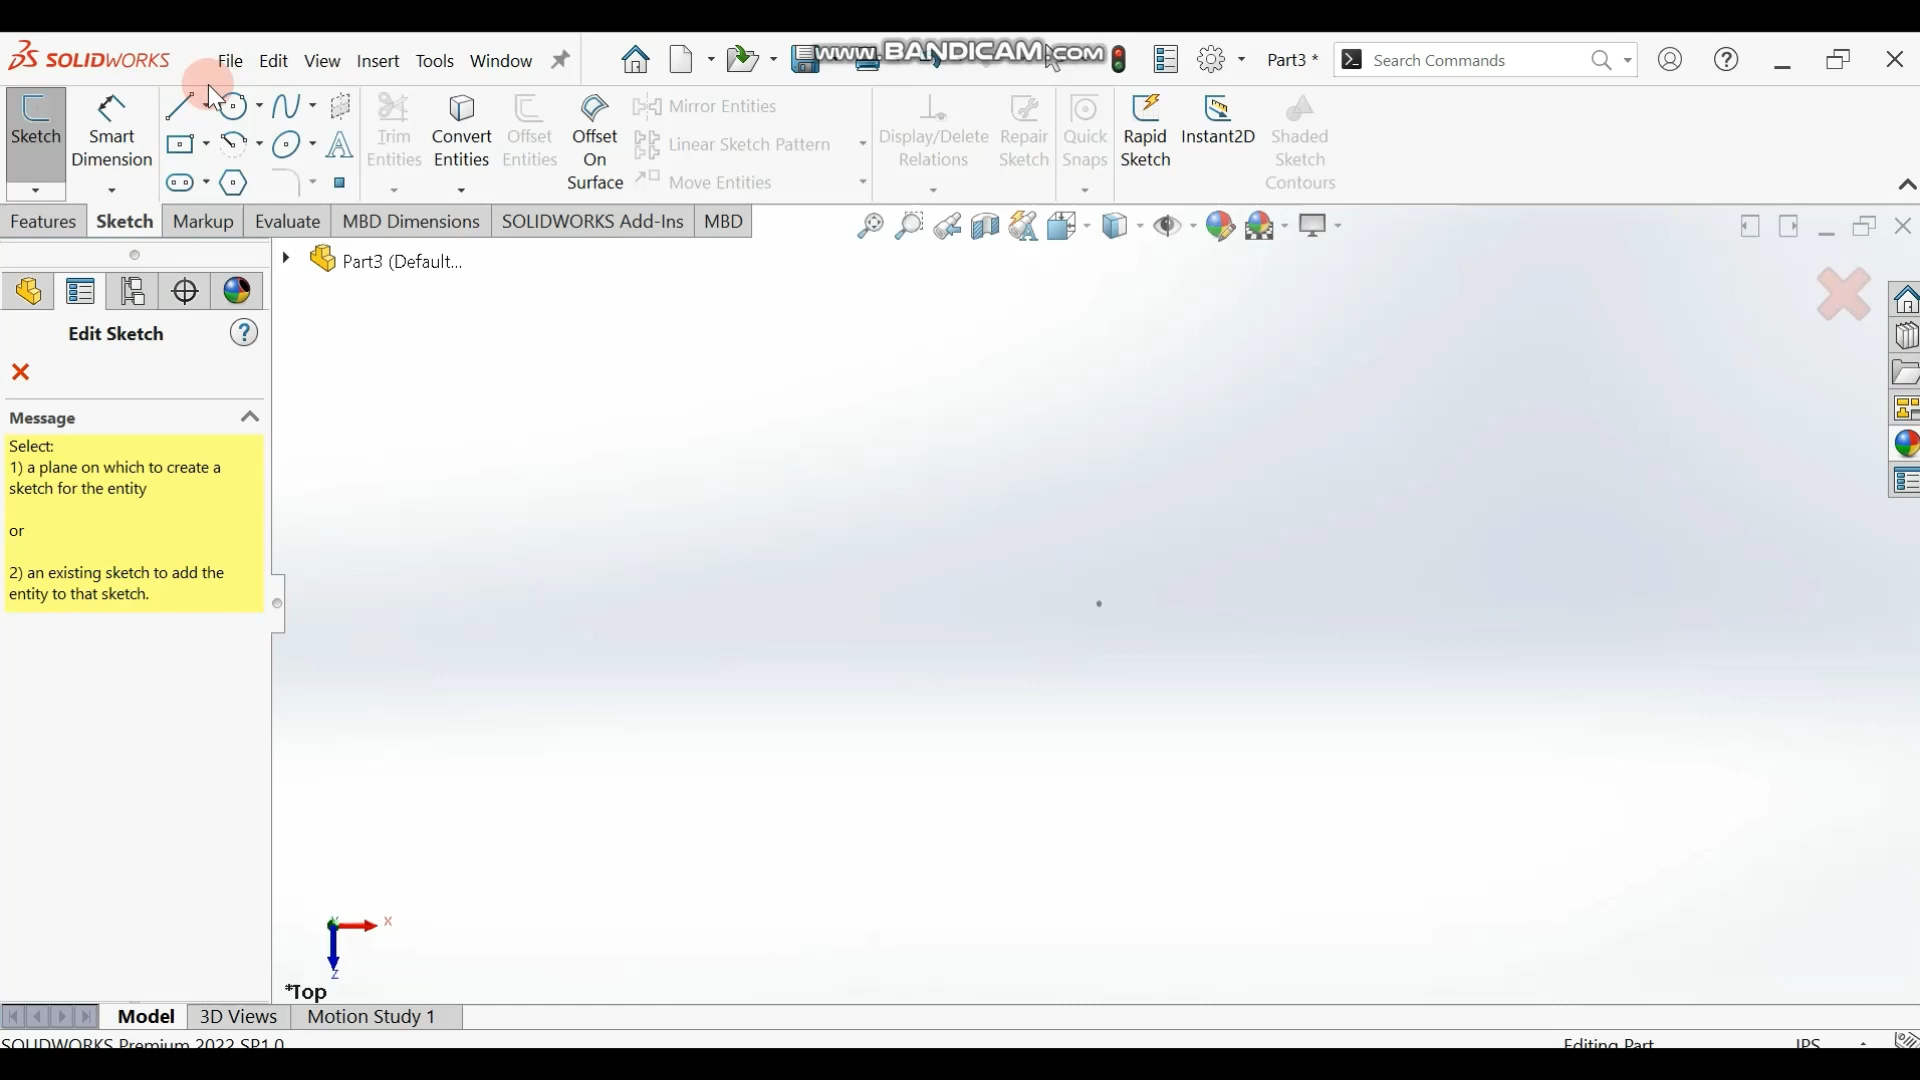 SOLIDWORKS
File Edit View Insert Tools Window
www.BANDICAM.COM
Part3 *
Search Commands
Sketch
Smart
Dimension
Trim
Entities
Convert
Entities
Offset
Entities
Offset
On
Surface
Mirror Entities
Linear Sketch Pattern
Move Entities
Display/Delete
Relations
Repair
Sketch
Quick
Snaps
Rapid
Sketch
Instant2D
Shaded
Sketch
Contours
Features Sketch Markup Evaluate MBD Dimensions SOLIDWORKS Add-Ins MBD
Part3 (Default...
Edit Sketch
?
Message
Select:
1) a plane on which to create a
sketch for the entity
or
2) an existing sketch to add the
entity to that sketch.
Y
X
Z
*Top
Model 3D Views Motion Study 1
SOLIDWORKS Premium 2022 SP1.0
Editing Part
IPS